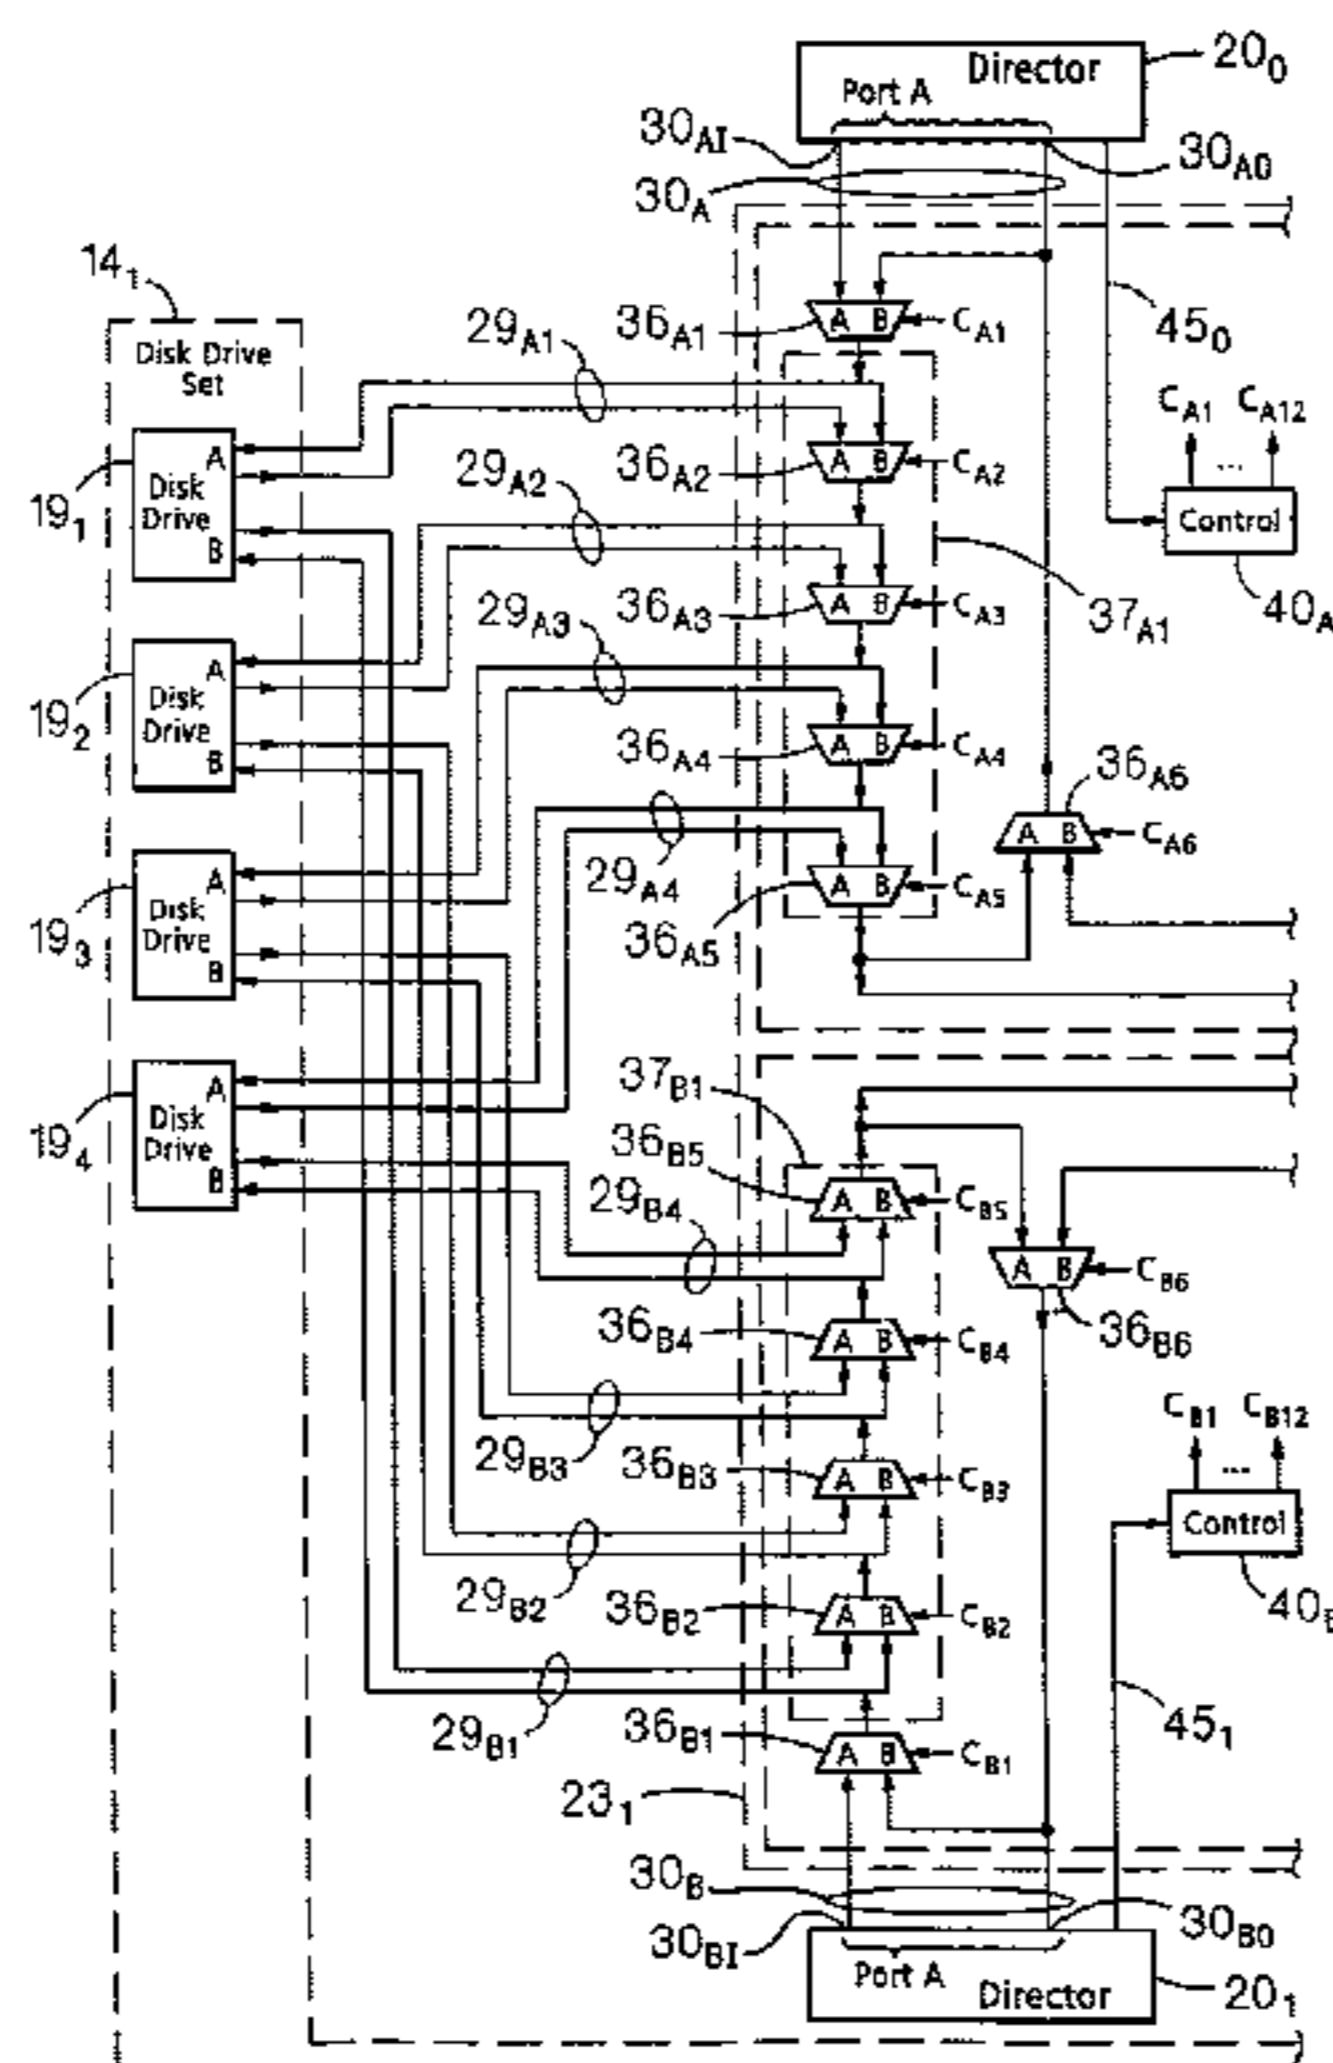 Director
20₀
Port A
30AI
30A0
30A
14₁
Disk Drive
Set
29A1
36A1
A B
CA1
45₀
CA1 CA12
...
Control
40A
19₁
A
Disk
Drive
B
29A2
36A2
A B
CA2
29A3
36A3
A B
CA3
37A1
19₂
A
Disk
Drive
B
36A4
A B
CA4
36A6
A B
CA6
29A4
36A5
A B
CA5
19₃
A
Disk
Drive
B
19₄
A
Disk
Drive
B
37B1
36B5
A B
CB5
29B4
A B
CB6
36B6
36B4
A B
CB4
29B3
36B3
A B
CB3
CB1 CB12
...
Control
40B
29B2
36B2
A B
CB2
29B1
36B1
A B
CB1
45₁
23₁
30B
30BI
30B0
Port A
Director
20₁